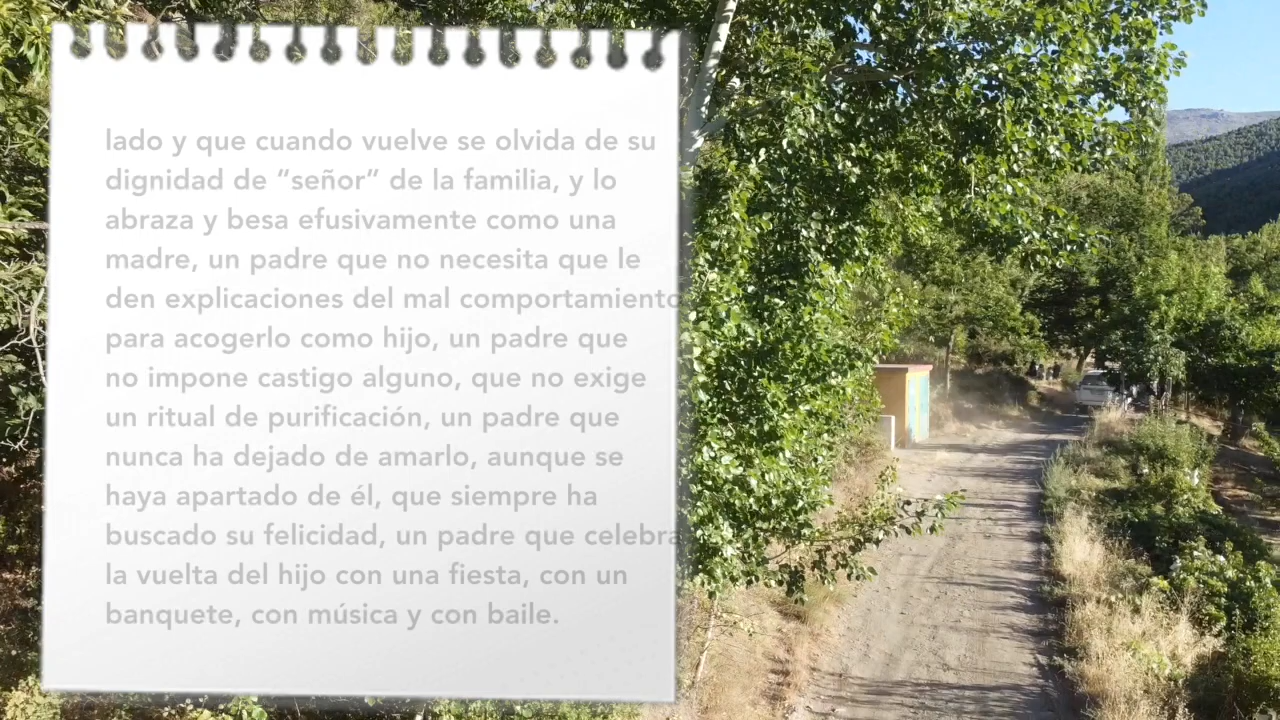 lado y que cuando vuelve se olvida de su
dignidad de “señor” de la familia, y lo
abraza y besa efusivamente como una
madre, un padre que no necesita que le
den explicaciones del mal comportamiento
para acogerlo como hijo, un padre que
no impone castigo alguno, que no exige
un ritual de purificación, un padre que
nunca ha dejado de amarlo, aunque se
haya apartado de él, que siempre ha
buscado su felicidad, un padre que celebra
la vuelta del hijo con una fiesta, con un
banquete, con música y con baile.